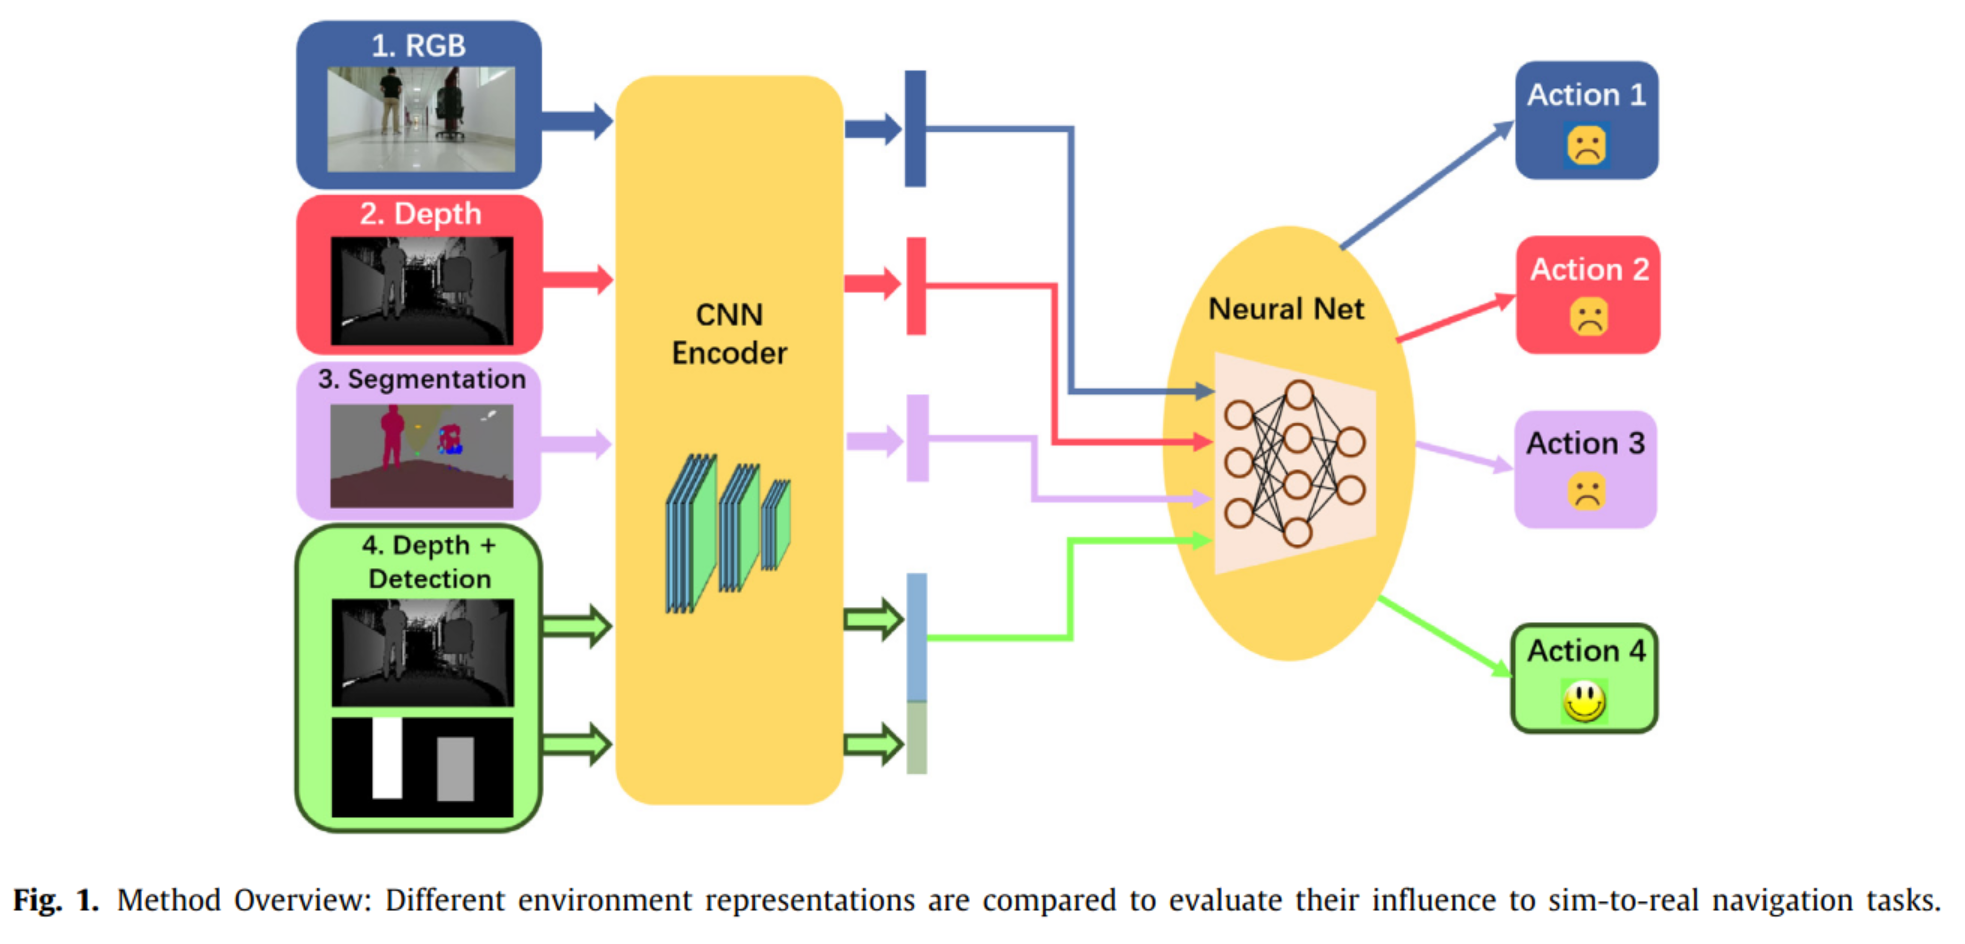 1. RGB
2. Depth
3. Segmentation
4. Depth +
Detection
CNN
Encoder
Neural Net
Action 1
Action 2
Action 3
Action 4
Fig. 1. Method Overview: Different environment representations are compared to evaluate their influence to sim-to-real navigation tasks.